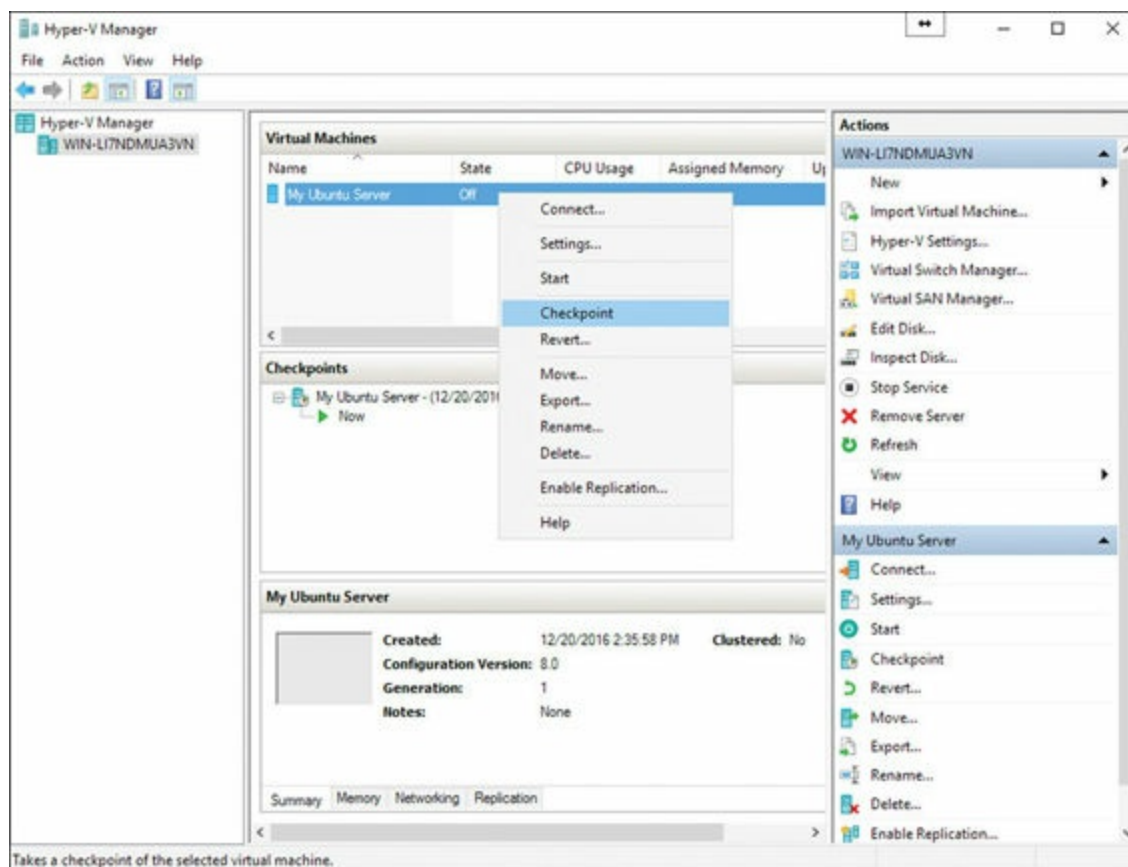 Hyper-V Manager
File Action View Help
Hyper-V Manager
WIN-LI7NDMUA3VN
Virtual Machines
Name State CPU Usage Assigned Memory
My Ubuntu Server Off
Connect...
Settings...
Start
Checkpoint
Revert...
Move...
Export...
Rename...
Delete...
Enable Replication...
Help
Checkpoints
My Ubuntu Server - (12/20/2016
Now
My Ubuntu Server
Created: 12/20/2016 2:35:58 PM Clustered: No
Configuration Version: 8.0
Generation: 1
Notes: None
Summary Memory Networking Replication
Actions
WIN-LI7NDMUA3VN
New
Import Virtual Machine...
Hyper-V Settings...
Virtual Switch Manager...
Virtual SAN Manager...
Edit Disk...
Inspect Disk...
Stop Service
Remove Server
Refresh
View
Help
My Ubuntu Server
Connect...
Settings...
Start
Checkpoint
Revert...
Move...
Export...
Rename...
Delete...
Enable Replication...
Takes a checkpoint of the selected virtual machine.